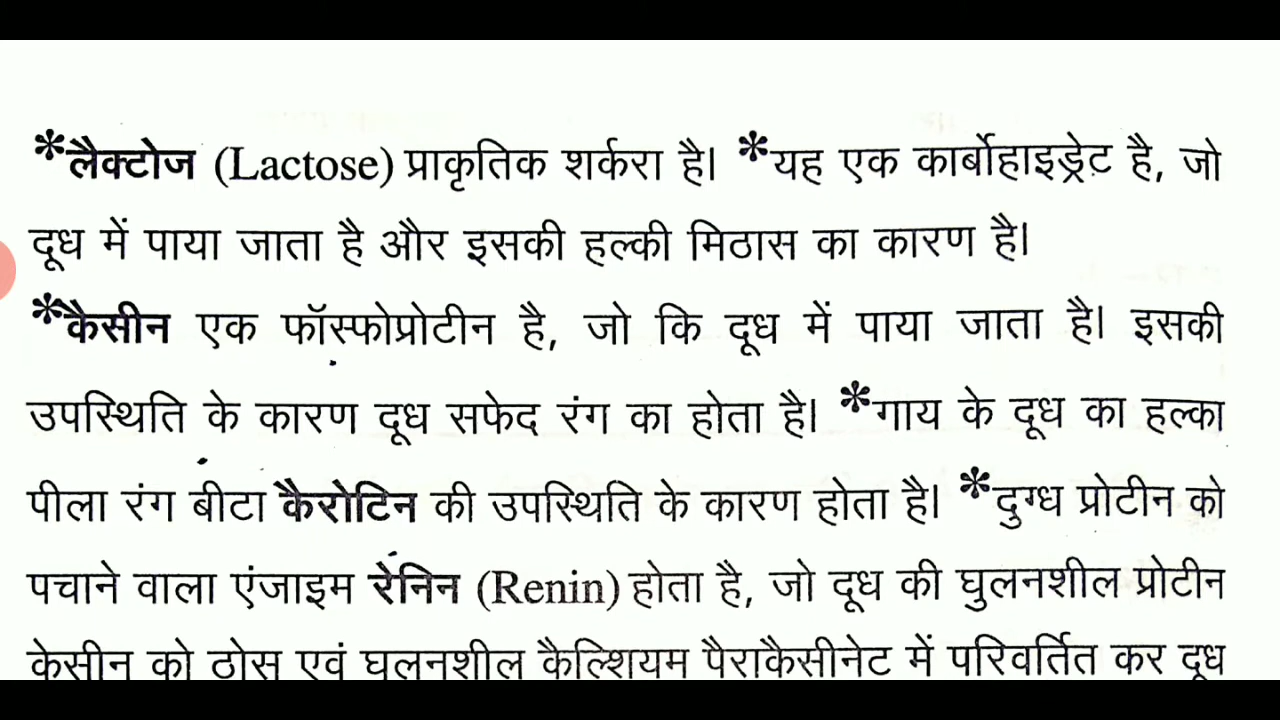 *लैक्टोज (Lactose) प्राकृतिक शर्करा है। *यह एक कार्बोहाइड्रेट है, जो
दूध में पाया जाता है और इसकी हल्की मिठास का कारण है।
*कैसीन एक फॉस्फोप्रोटीन है, जो कि दूध में पाया जाता है। इसकी
उपस्थिति के कारण दूध सफेद रंग का होता है। *गाय के दूध का हल्का
पीला रंग बीटा कैरोटिन की उपस्थिति के कारण होता है। *दुग्ध प्रोटीन को
पचाने वाला एंजाइम रेनिन (Renin) होता है, जो दूध की घुलनशील प्रोटीन
केसीन को ठोस एवं घुलनशील कैल्शियम पैराकैसीनेट में परिवर्तित कर दूध